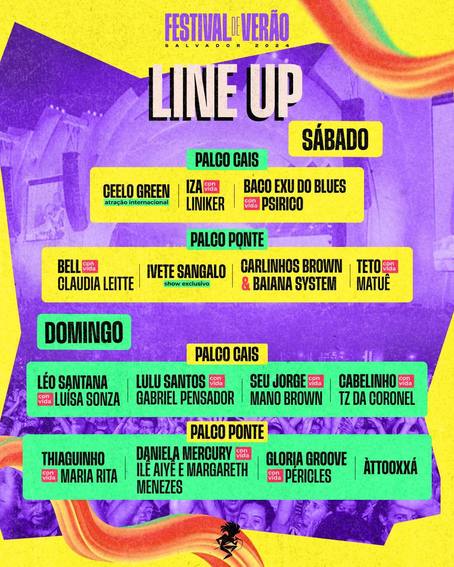 FESTIVAL DE VERÃO
SALVADOR 2024
LINE UP
SÁBADO
PALCO CAIS
CEELO GREEN
atração internacional
IZA convida
LINIKER
BACO EXU DO BLUES
convida PSIRICO
PALCO PONTE
BELL convida
CLAUDIA LEITTE
IVETE SANGALO
show exclusivo
CARLINHOS BROWN
& BAIANA SYSTEM
TETO convida
MATUÊ
DOMINGO
PALCO CAIS
LÉO SANTANA
convida LUÍSA SONZA
LULU SANTOS convida
GABRIEL PENSADOR
SEU JORGE convida
MANO BROWN
CABELINHO convida
TZ DA CORONEL
PALCO PONTE
THIAGUINHO
convida MARIA RITA
DANIELA MERCURY convida
ILÊ AIYÊ E MARGARETH
MENEZES
GLORIA GROOVE
convida PÉRICLES
ÀTTOOXXÁ